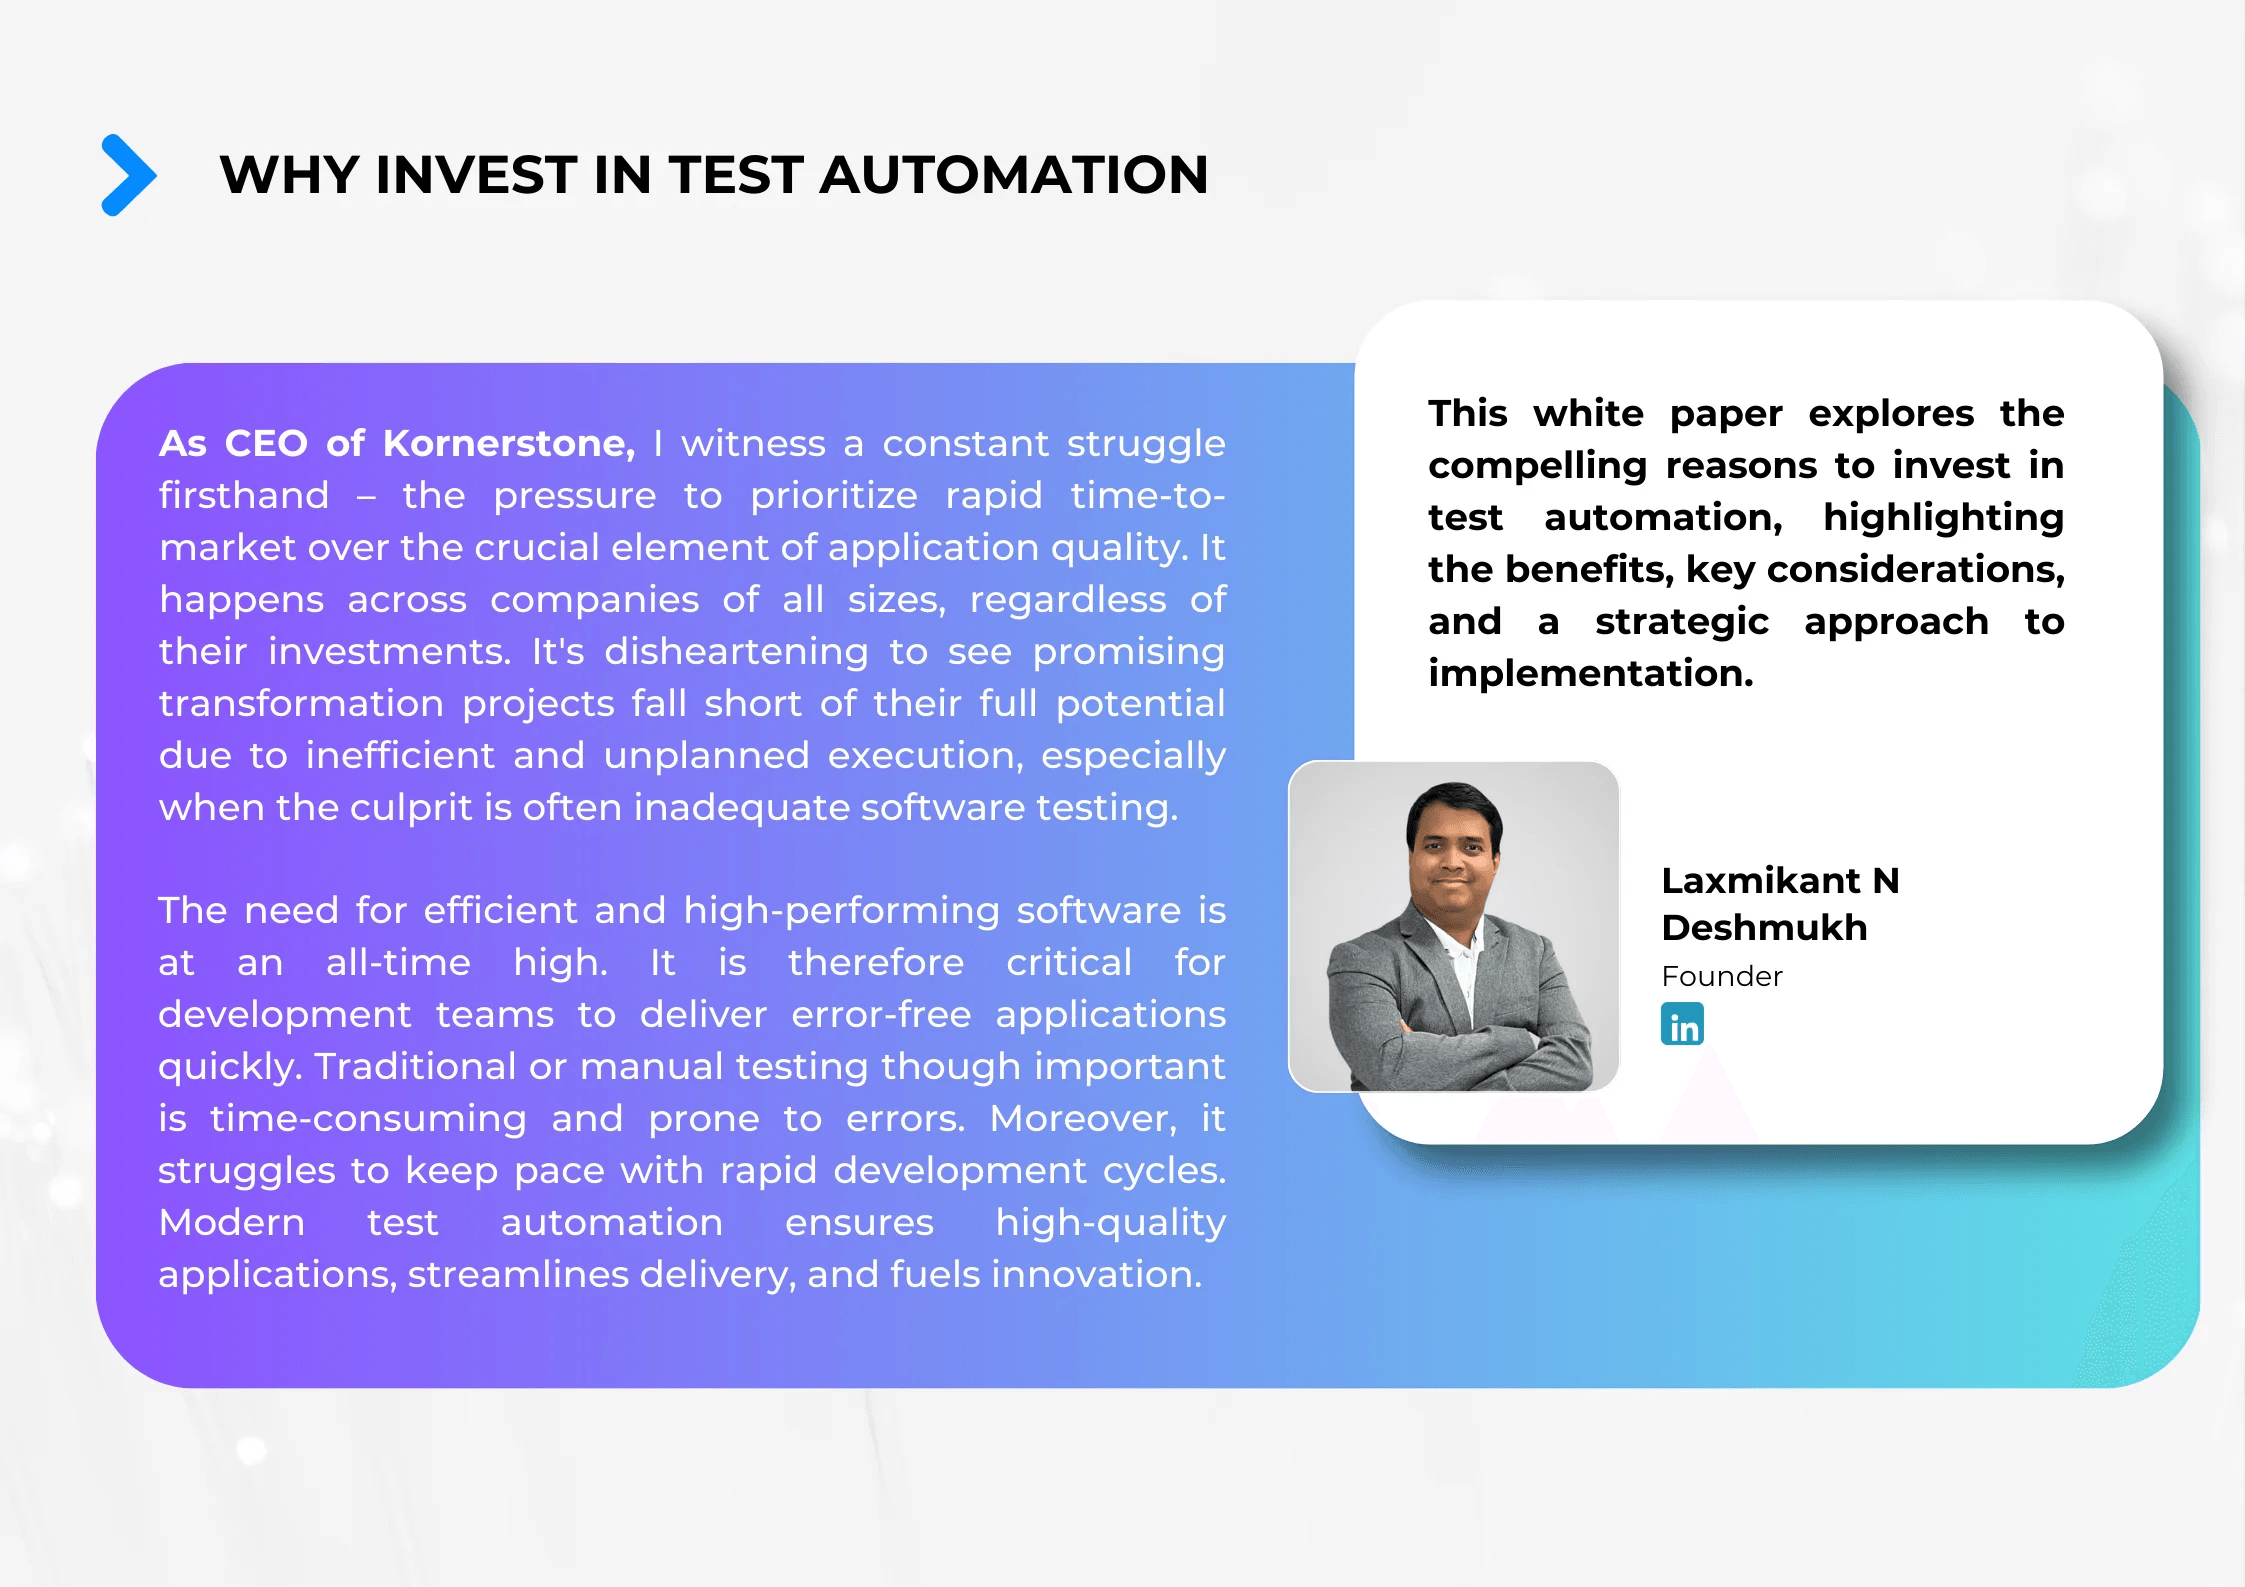 WHY INVEST IN TEST AUTOMATION
As CEO of Kornerstone, I witness a constant struggle
firsthand – the pressure to prioritize rapid time-to-
market over the crucial element of application quality. It
happens across companies of all sizes, regardless of
their investments. It's disheartening to see promising
transformation projects fall short of their full potential
due to inefficient and unplanned execution, especially
when the culprit is often inadequate software testing.
The need for efficient and high-performing software is
at an all-time high. It is therefore critical for
development teams to deliver error-free applications
quickly. Traditional or manual testing though important
is time-consuming and prone to errors. Moreover, it
struggles to keep pace with rapid development cycles.
Modern test automation ensures high-quality
applications, streamlines delivery, and fuels innovation.
This white paper explores the
compelling reasons to invest in
test automation, highlighting
the benefits, key considerations,
and a strategic approach to
implementation.
Laxmikant N
Deshmukh
Founder
in